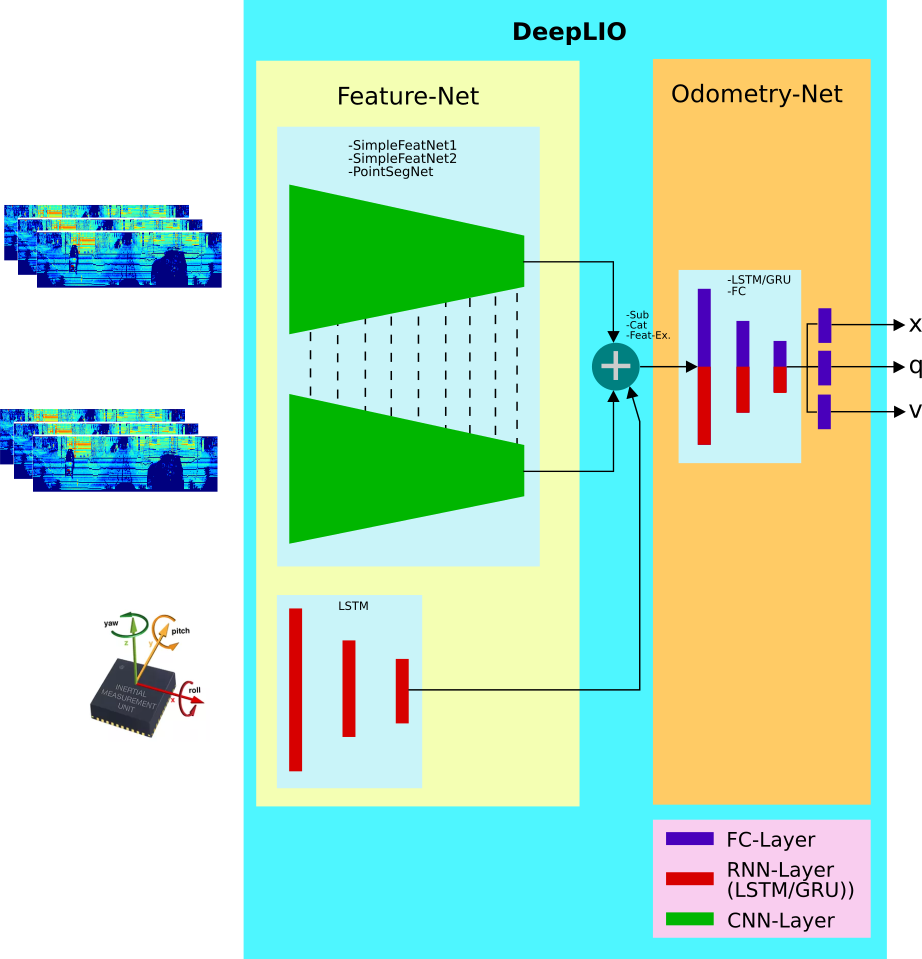 DeepLIO
Feature-Net
Odometry-Net
-SimpleFeatNet1
-SimpleFeatNet2
-PointSegNet
-Sub
-Cat
-Feat-Ex.
-LSTM/GRU
-FC
x
q
v
LSTM
yaw
pitch
roll
z
y
x
INERTIAL
MEASUREMENT
UNIT
FC-Layer
RNN-Layer
(LSTM/GRU))
CNN-Layer